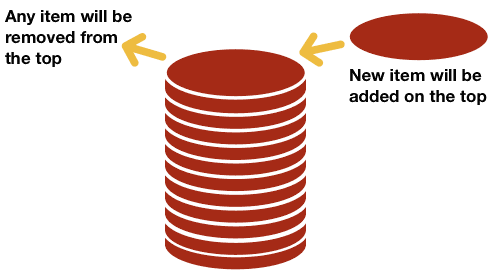 Any item will be
removed from
the top
New item will be
added on the top